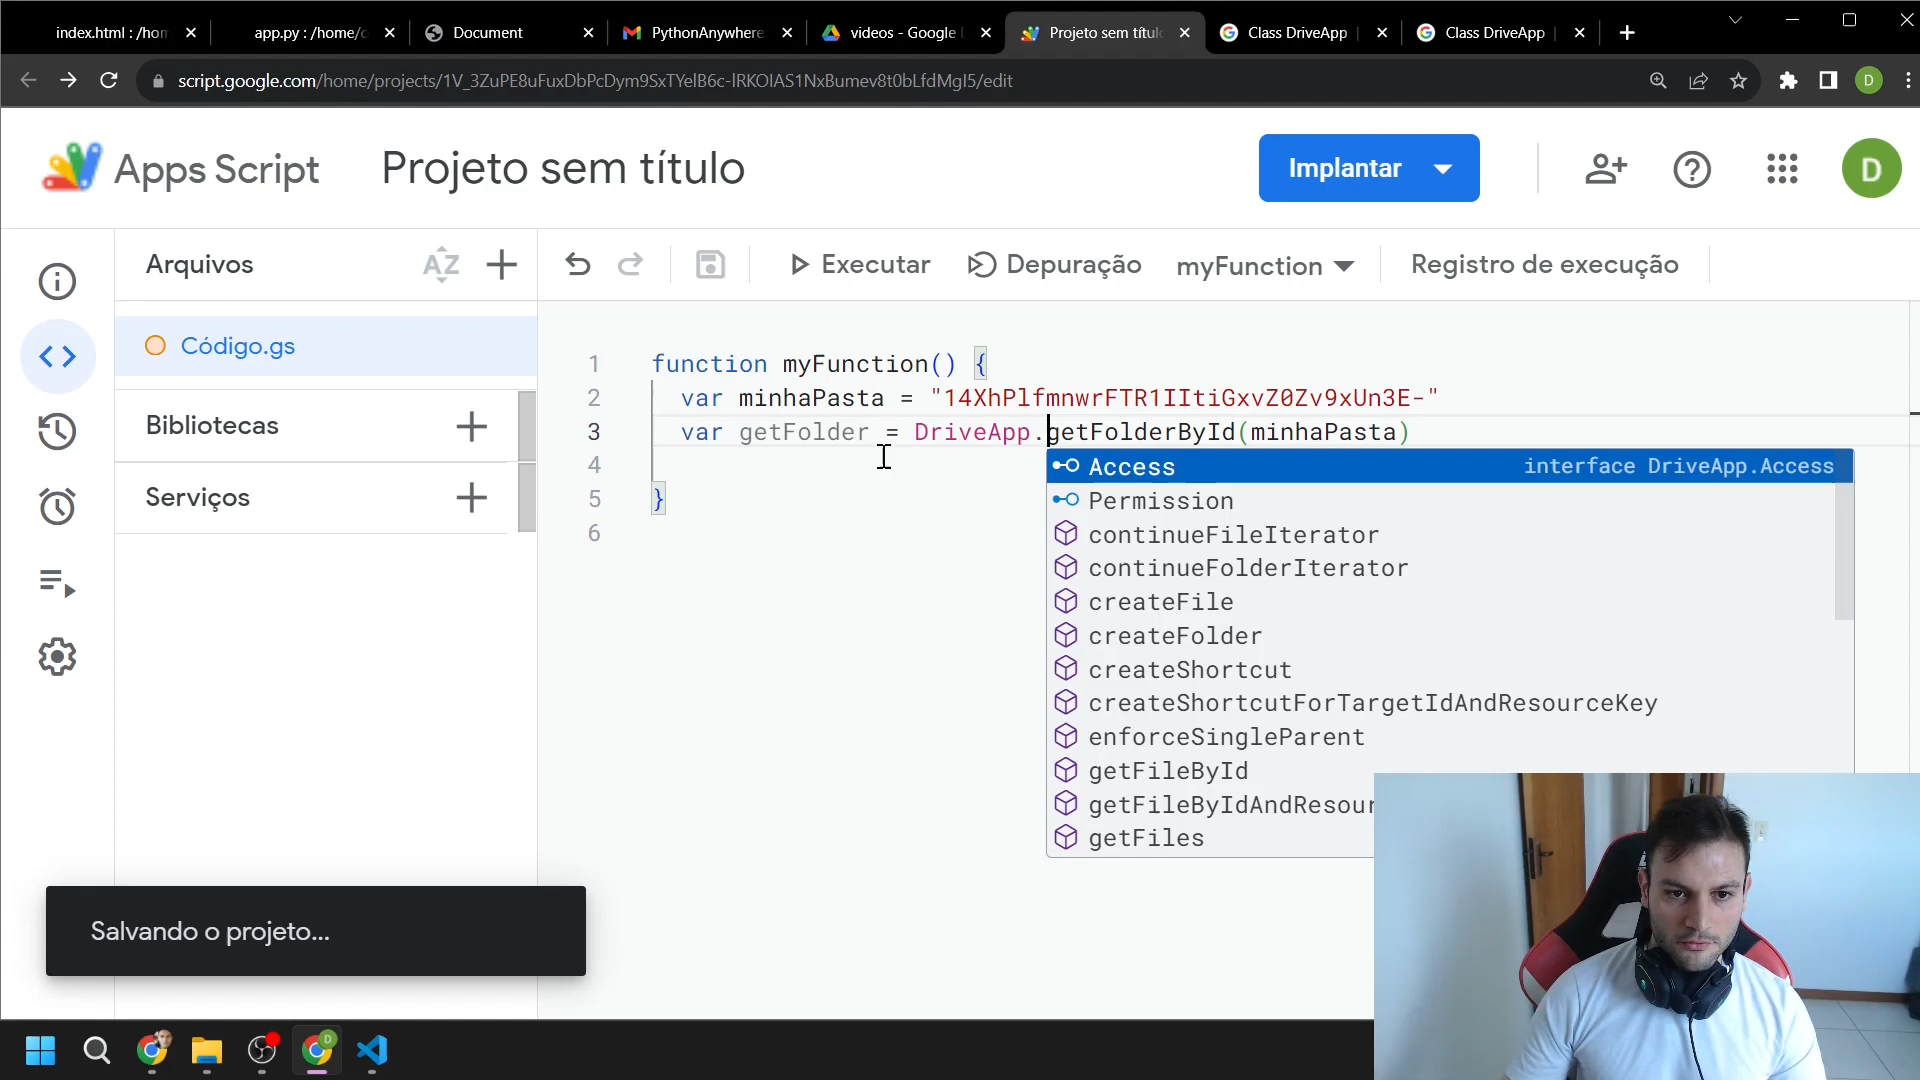 index.html : /hom
app.py : /home/c
Document
PythonAnywhere
videos - Google D
Projeto sem títul
Class DriveApp
Class DriveApp
script.google.com/home/projects/1V_3ZuPE8uFuxDbPcDym9SxTYelB6c-lRKOIAS1NxBumev8t0bLfdMgI5/edit
D
Apps Script
Projeto sem título
Implantar
D
Arquivos
AZ
Executar
Depuração
myFunction
Registro de execução
Código.gs
Bibliotecas
Serviços
1 function myFunction() {
2 var minhaPasta = "14XhPlfmnwrFTR1IItiGxvZ0Zv9xUn3E-"
3 var getFolder = DriveApp.getFolderById(minhaPasta)
4
5 }
6
Access interface DriveApp.Access
Permission
continueFileIterator
continueFolderIterator
createFile
createFolder
createShortcut
createShortcutForTargetIdAndResourceKey
enforceSingleParent
getFileById
getFileByIdAndResour
getFiles
Salvando o projeto...